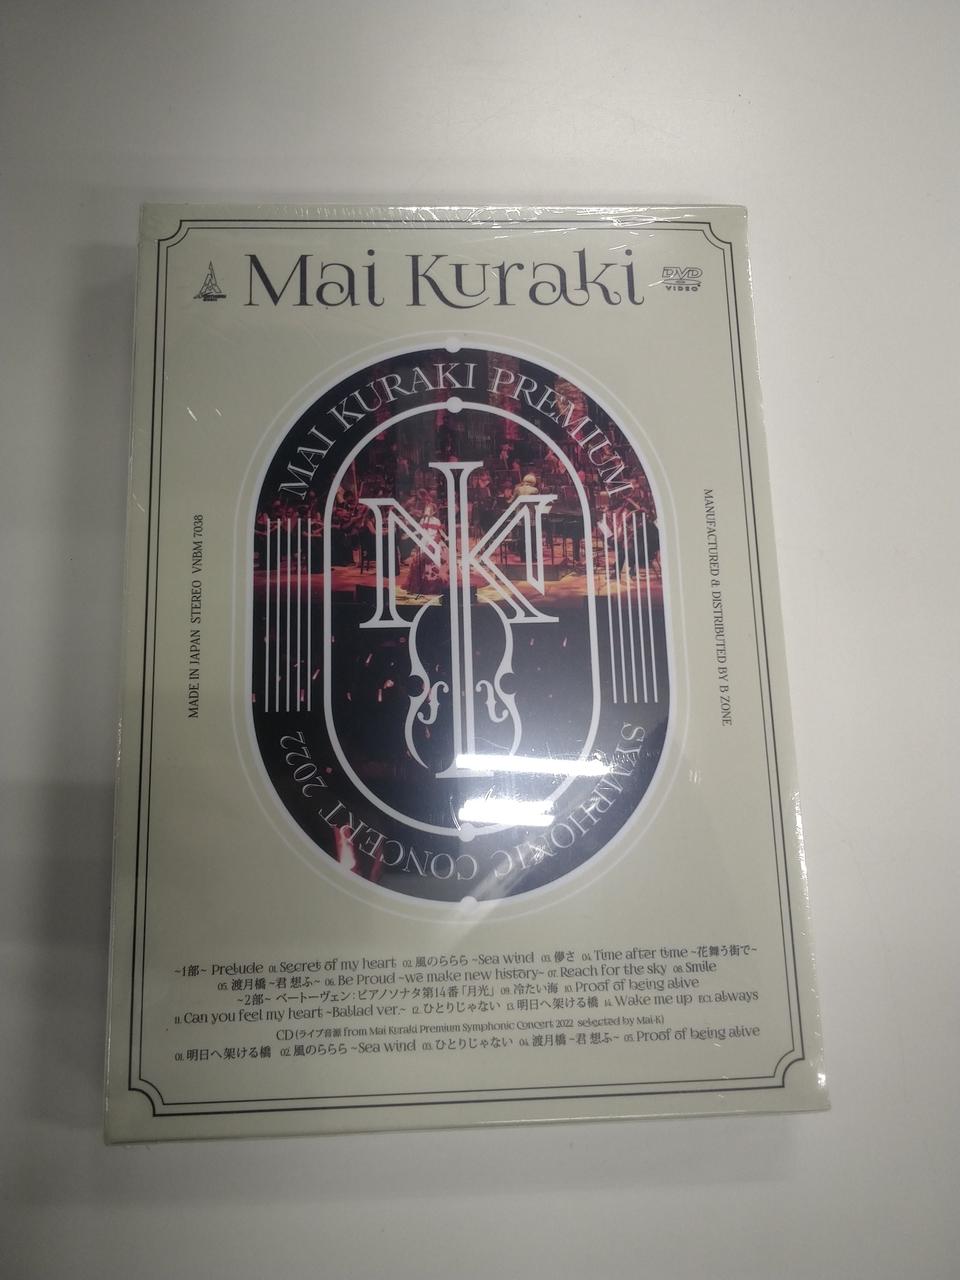 Mai Kuraki
DVD
VIDEO
MAI KURAKI PREMIUM
SYMPHONIC CONCERT 2022
MK
MADE IN JAPAN STEREO VNBM 7038
MANUFACTURED & DISTRIBUTED BY B ZONE
~1部~ Prelude 01. Secret of my heart 02. 風のららら ~Sea wind 03. 儚さ 04. Time after time ~花舞う街で~
05. 渡月橋 ~君 想ふ~ 06. Be Proud ~we make new history~ 07. Reach for the sky 08. Smile
~2部~ ベートーヴェン:ピアノソナタ第14番「月光」 09. 冷たい海 10. Proof of being alive
11. Can you feel my heart ~Ballad ver.~ 12. ひとりじゃない 13. 明日へ架ける橋 14. Wake me up EC1. always
CD (ライブ音源 from Mai Kuraki Premium Symphonic Concert 2022 selected by Mai-K)
01. 明日へ架ける橋 02. 風のららら ~Sea wind 03. ひとりじゃない 04. 渡月橋 ~君 想ふ~ 05. Proof of being alive